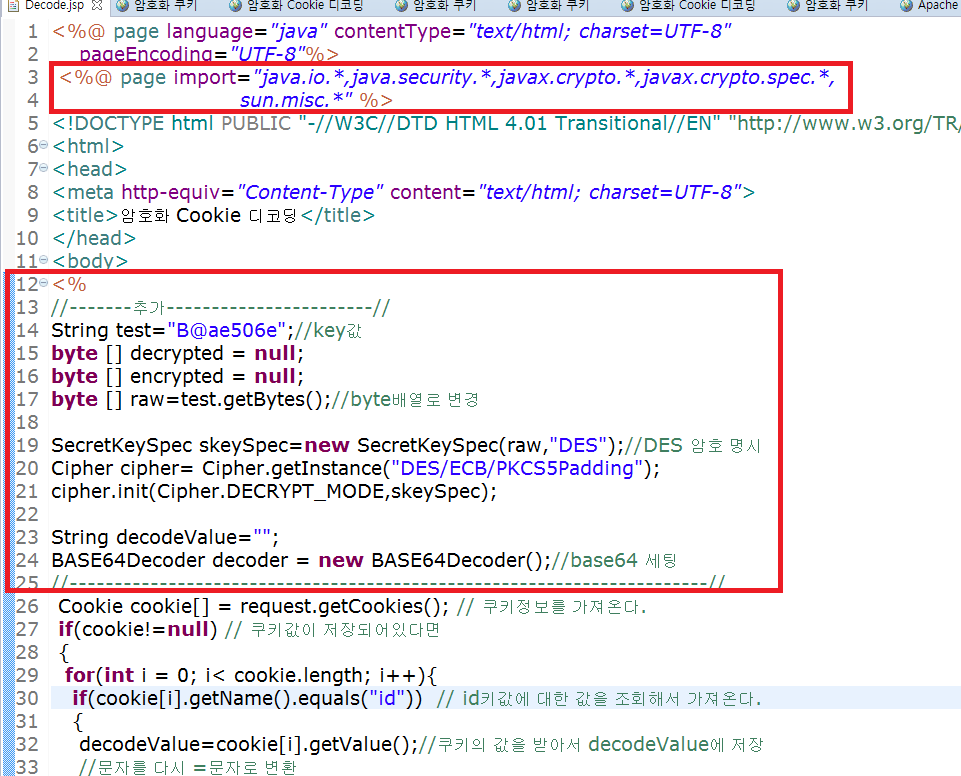 Decode.jsp 암호화 쿠키 암호화 Cookie 디코딩 암호화 쿠키 암호화 쿠키 암호화 Cookie 디코딩 암호화 쿠키 Apache
1 <%@ page language="java" contentType="text/html; charset=UTF-8"
2 pageEncoding="UTF-8"%>
3 <%@ page import="java.io.*,java.security.*,javax.crypto.*,javax.crypto.spec.*,
4 sun.misc.*" %>
5 <!DOCTYPE html PUBLIC "-//W3C//DTD HTML 4.01 Transitional//EN" "http://www.w3.org/TR/
6 <html>
7 <head>
8 <meta http-equiv="Content-Type" content="text/html; charset=UTF-8">
9 <title>암호화 Cookie 디코딩</title>
10 </head>
11 <body>
12 <%
13 //-------추가-----------------------//
14 String test="B@ae506e";//key값
15 byte [] decrypted = null;
16 byte [] encrypted = null;
17 byte [] raw=test.getBytes();//byte배열로 변경
18
19 SecretKeySpec skeySpec=new SecretKeySpec(raw,"DES");//DES 암호 명시
20 Cipher cipher= Cipher.getInstance("DES/ECB/PKCS5Padding");
21 cipher.init(Cipher.DECRYPT_MODE,skeySpec);
22
23 String decodeValue="";
24 BASE64Decoder decoder = new BASE64Decoder();//base64 세팅
25 //-----------------------------------------------------------------------//
26 Cookie cookie[] = request.getCookies(); // 쿠키정보를 가져온다.
27 if(cookie!=null) // 쿠키값이 저장되어있다면
28 {
29 for(int i = 0; i< cookie.length; i++){
30 if(cookie[i].getName().equals("id")) // id키값에 대한 값을 조회해서 가져온다.
31 {
32 decodeValue=cookie[i].getValue();//쿠키의 값을 받아서 decodeValue에 저장
33 //문자를 다시 =문자로 변환